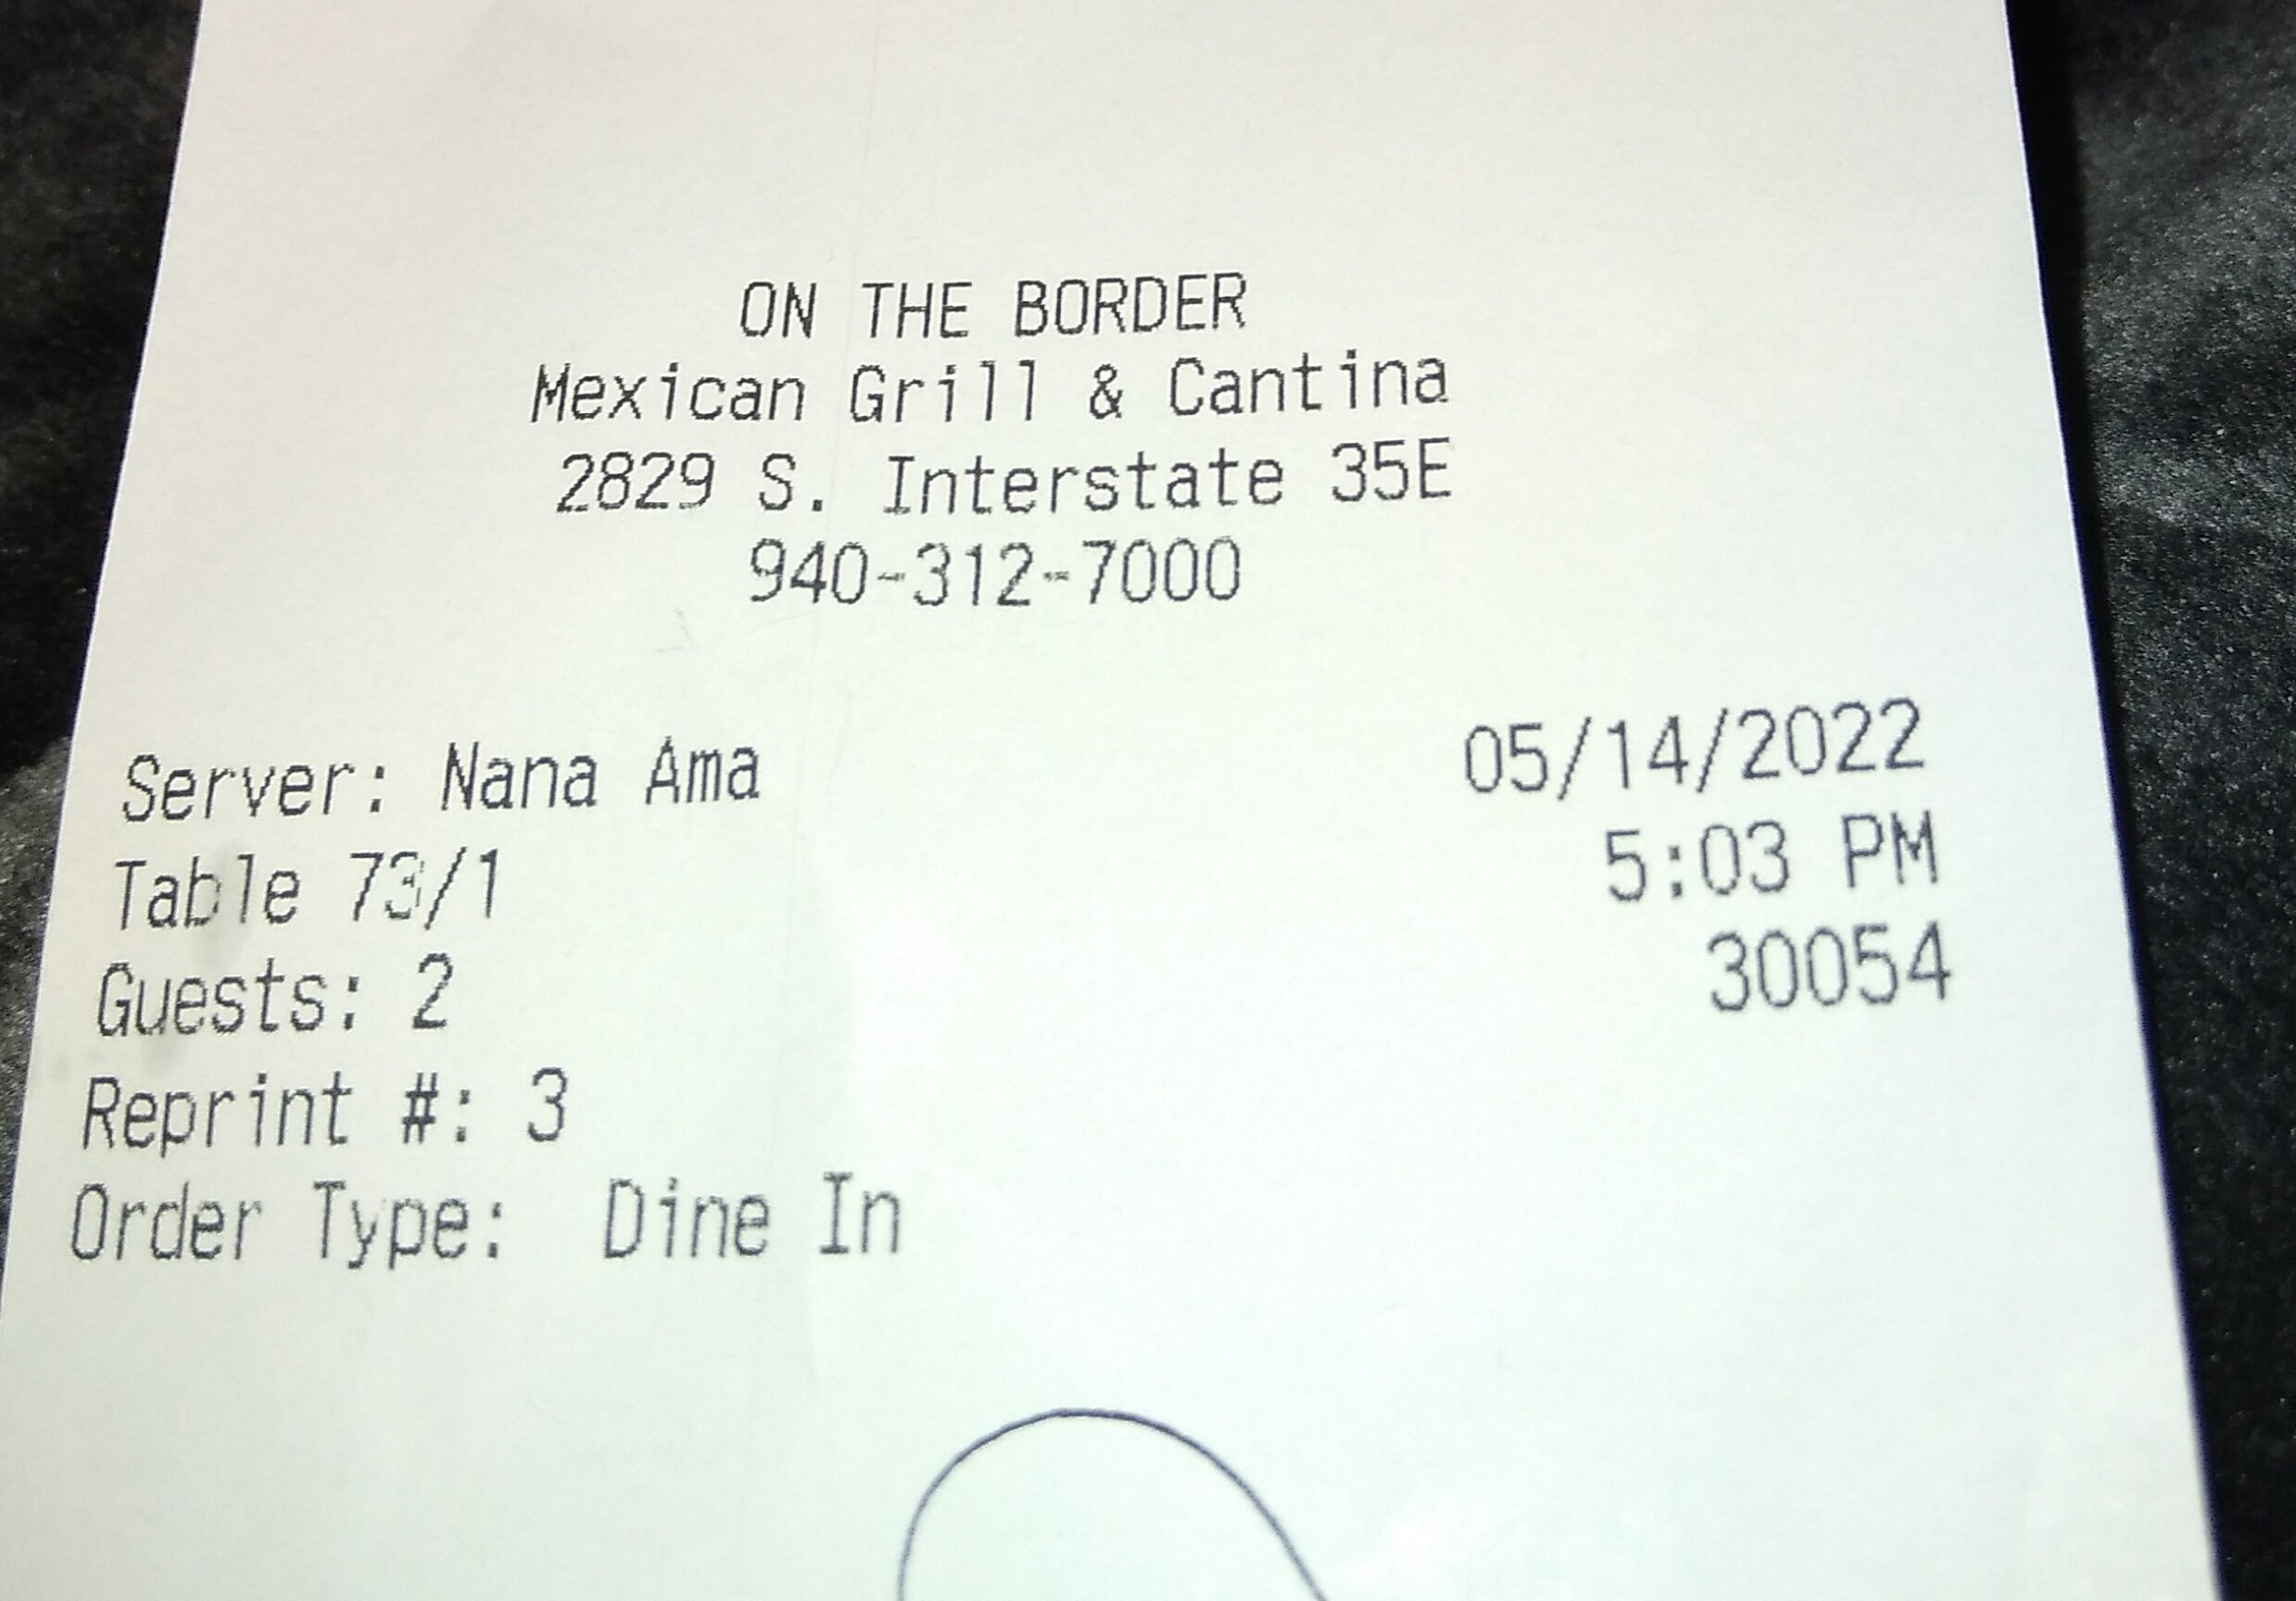 ON THE BORDER
Mexican Grill & Cantina
2829 S. Interstate 35E
940-312-7000
Server: Nana Ama 05/14/2022
Table 73/1 5:03 PM
Guests: 2 30054
Reprint #: 3
Order Type: Dine In